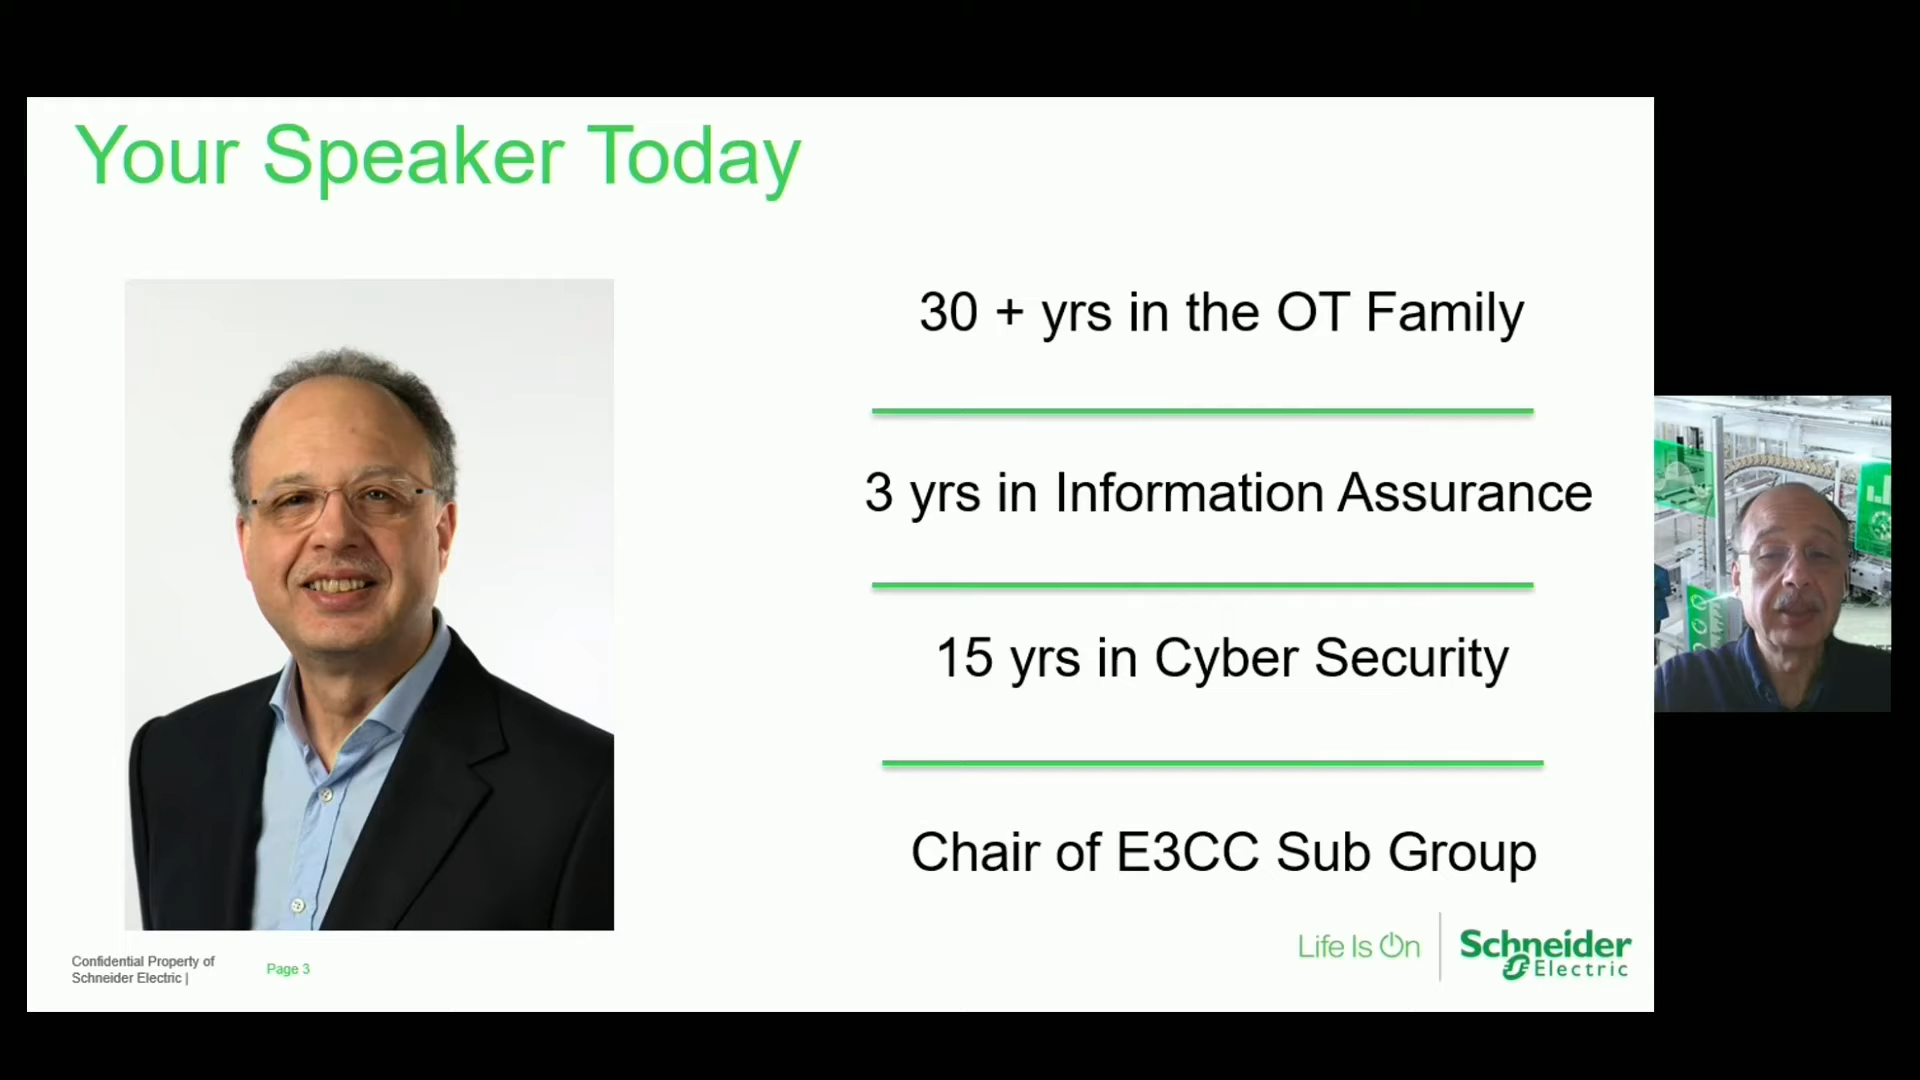 Your Speaker Today
30 + yrs in the OT Family
3 yrs in Information Assurance
15 yrs in Cyber Security
Chair of E3CC Sub Group
Confidential Property of
Schneider Electric |
Page 3
Life Is On
Schneider
Electric